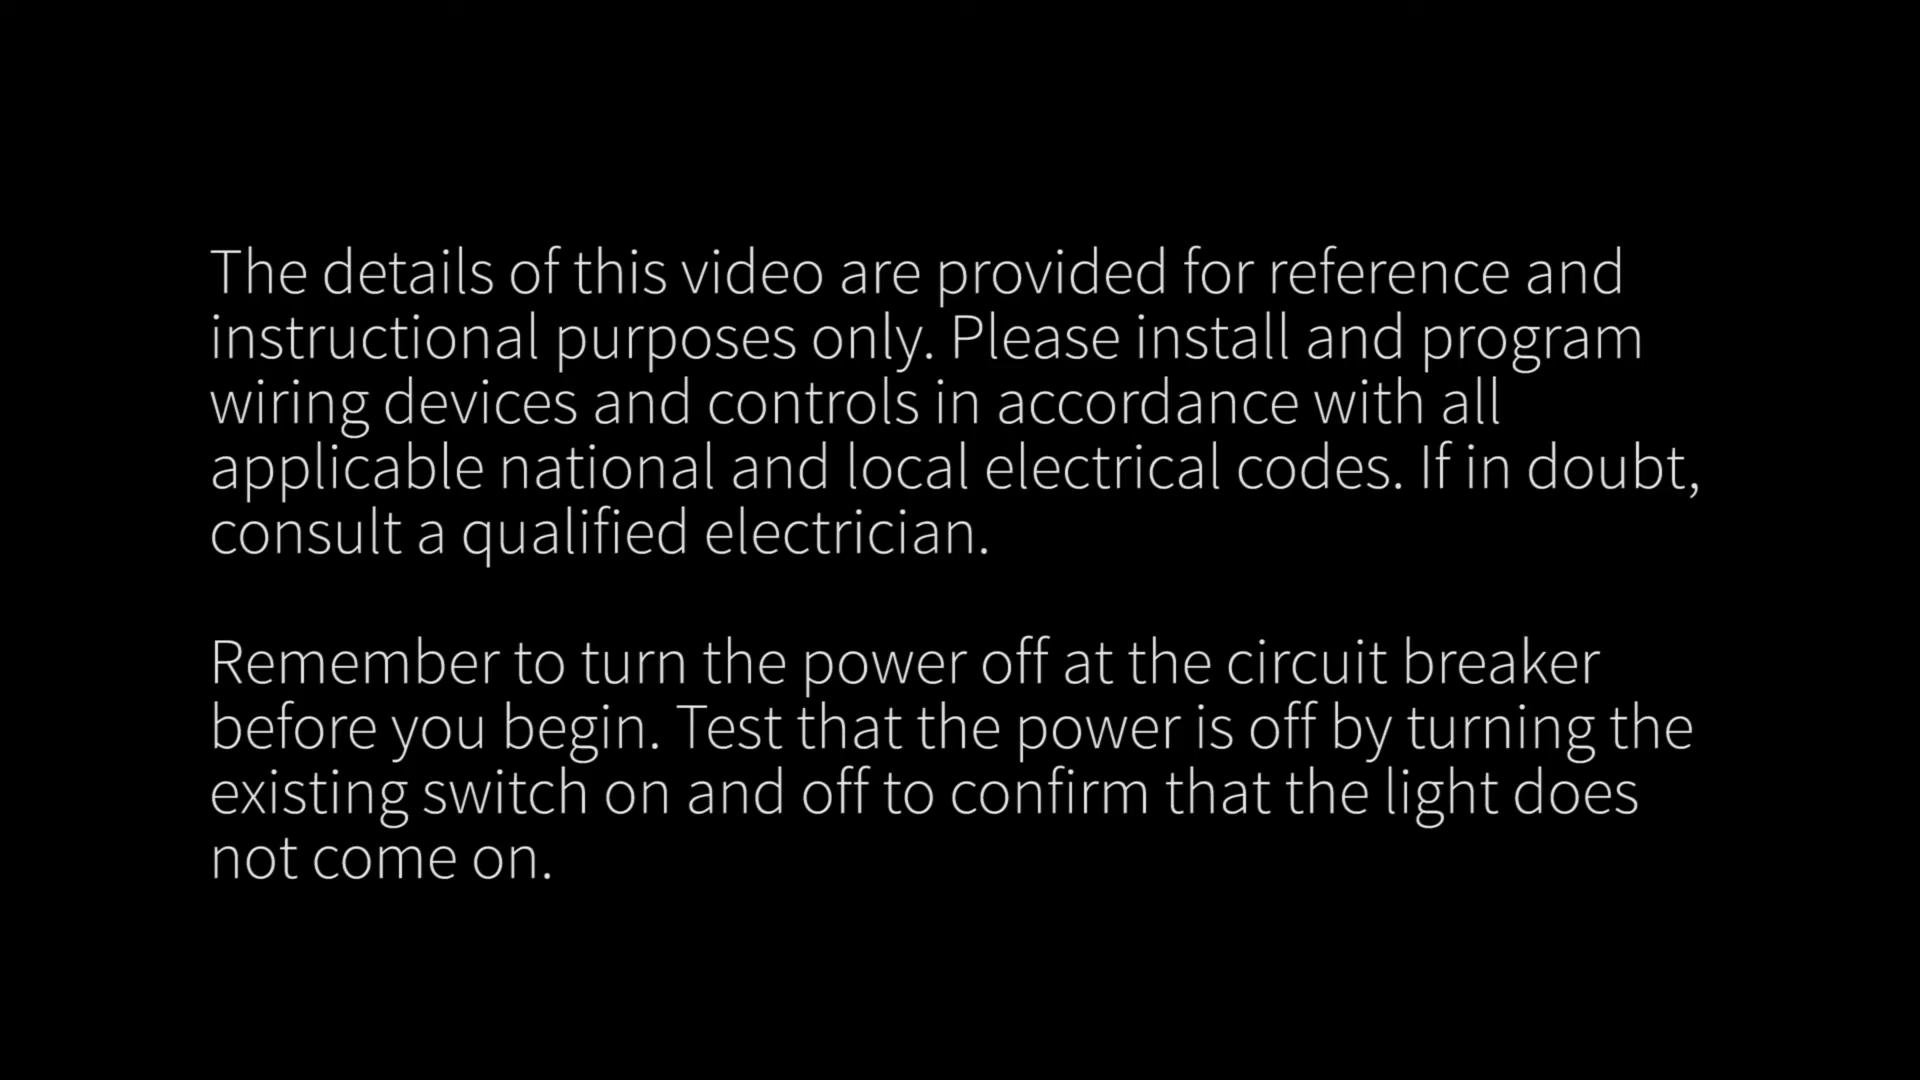 The details of this video are provided for reference and
instructional purposes only. Please install and program
wiring devices and controls in accordance with all
applicable national and local electrical codes. If in doubt,
consult a qualified electrician.
Remember to turn the power off at the circuit breaker
before you begin. Test that the power is off by turning the
existing switch on and off to confirm that the light does
not come on.